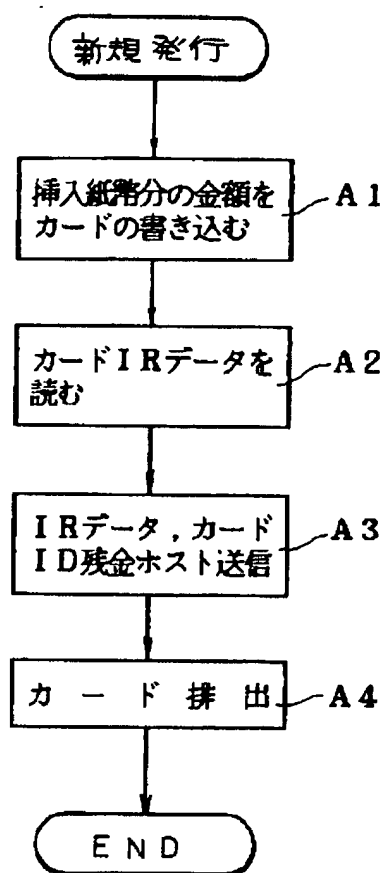 新規発行
挿入紙幣分の金額を
カードの書き込む
A1
カードIRデータを
読む
A2
IRデータ,カード
ID残金ホスト送信
A3
カード排出
A4
END